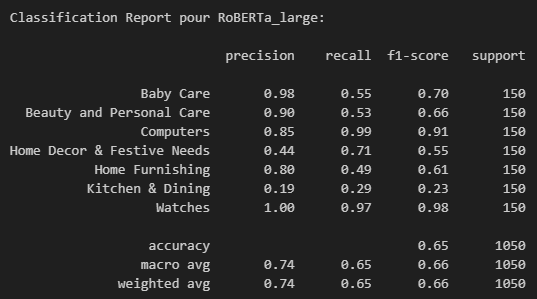 Classification Report pour RoBERTa_large:
precision recall f1-score support
Baby Care 0.98 0.55 0.70 150
Beauty and Personal Care 0.90 0.53 0.66 150
Computers 0.85 0.99 0.91 150
Home Decor & Festive Needs 0.44 0.71 0.55 150
Home Furnishing 0.80 0.49 0.61 150
Kitchen & Dining 0.19 0.29 0.23 150
Watches 1.00 0.97 0.98 150
accuracy 0.65 1050
macro avg 0.74 0.65 0.66 1050
weighted avg 0.74 0.65 0.66 1050